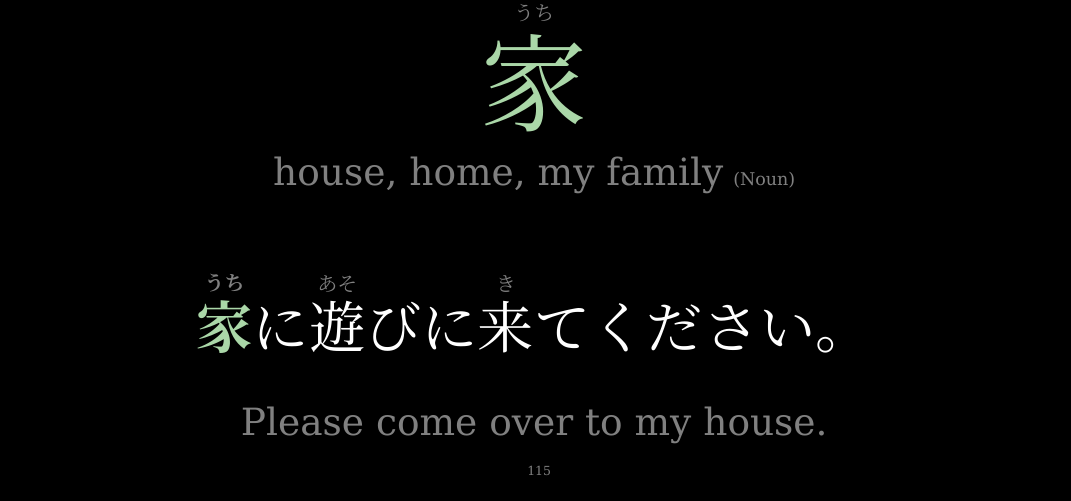 うち
家
house, home, my family (Noun)
うち あそ き
家に遊びに来てください。
Please come over to my house.
115